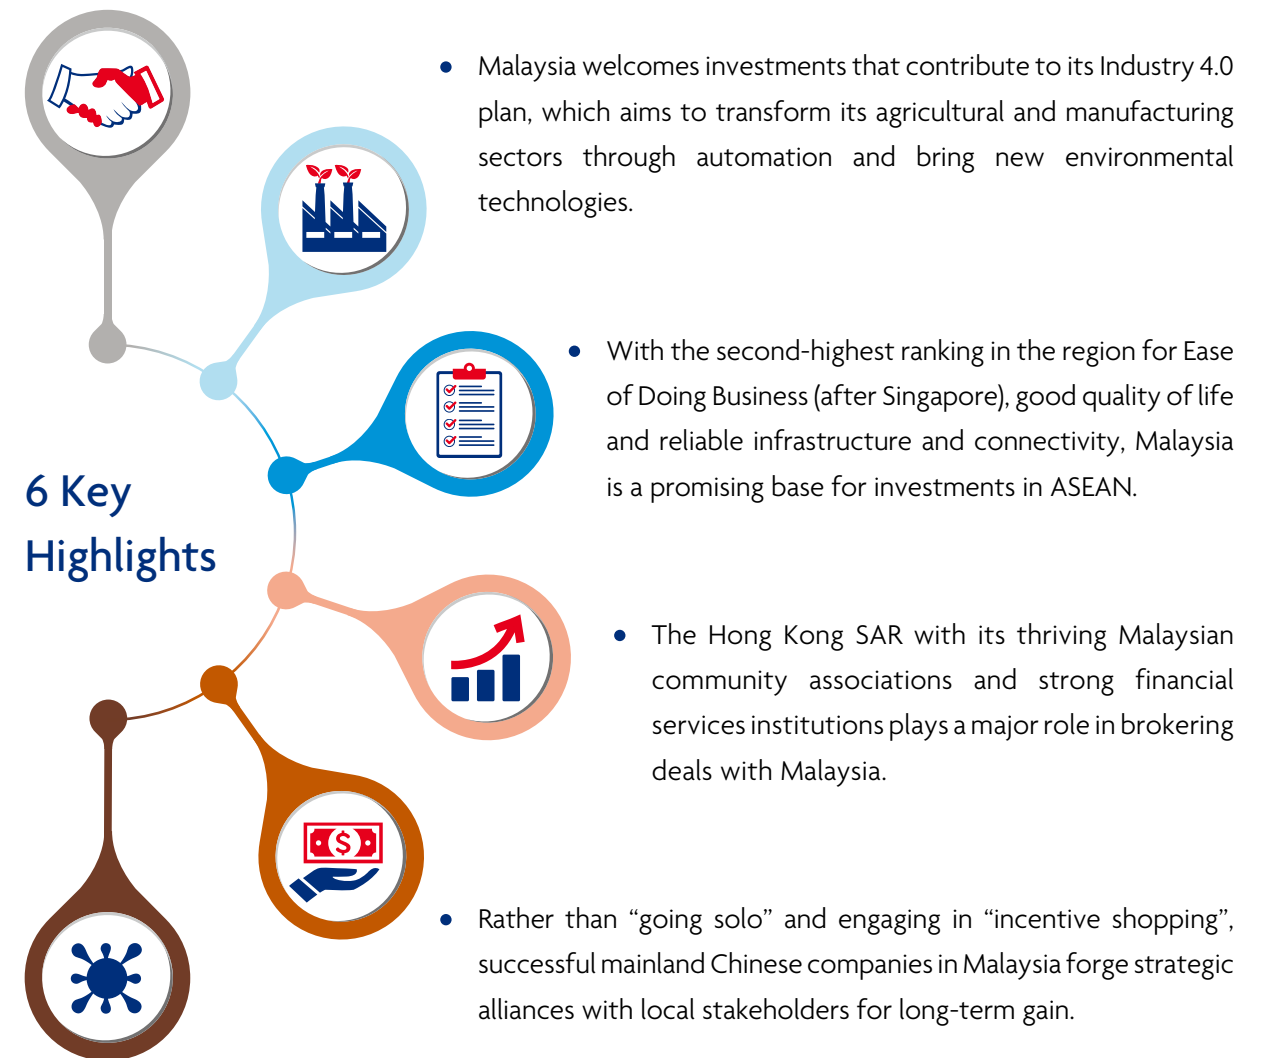 • Malaysia welcomes investments that contribute to its Industry 4.0
plan, which aims to transform its agricultural and manufacturing
sectors through automation and bring new environmental
technologies.
• With the second-highest ranking in the region for Ease
of Doing Business (after Singapore), good quality of life
and reliable infrastructure and connectivity, Malaysia
is a promising base for investments in ASEAN.
6 Key
Highlights
• The Hong Kong SAR with its thriving Malaysian
community associations and strong financial
services institutions plays a major role in brokering
deals with Malaysia.
$
• Rather than “going solo” and engaging in “incentive shopping”,
successful mainland Chinese companies in Malaysia forge strategic
alliances with local stakeholders for long-term gain.